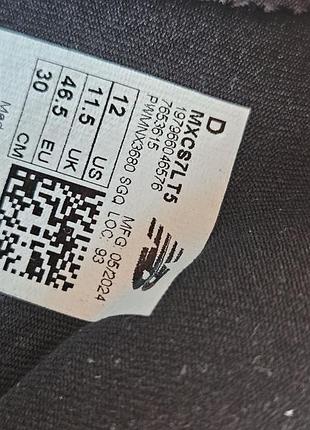 D
MXCS7LT5
197966046576
7653615
PWMNX3680 SGQ LOC: 93
MFG 05/2024
12 US
11.5 UK
46.5 EU
30 CM
Med